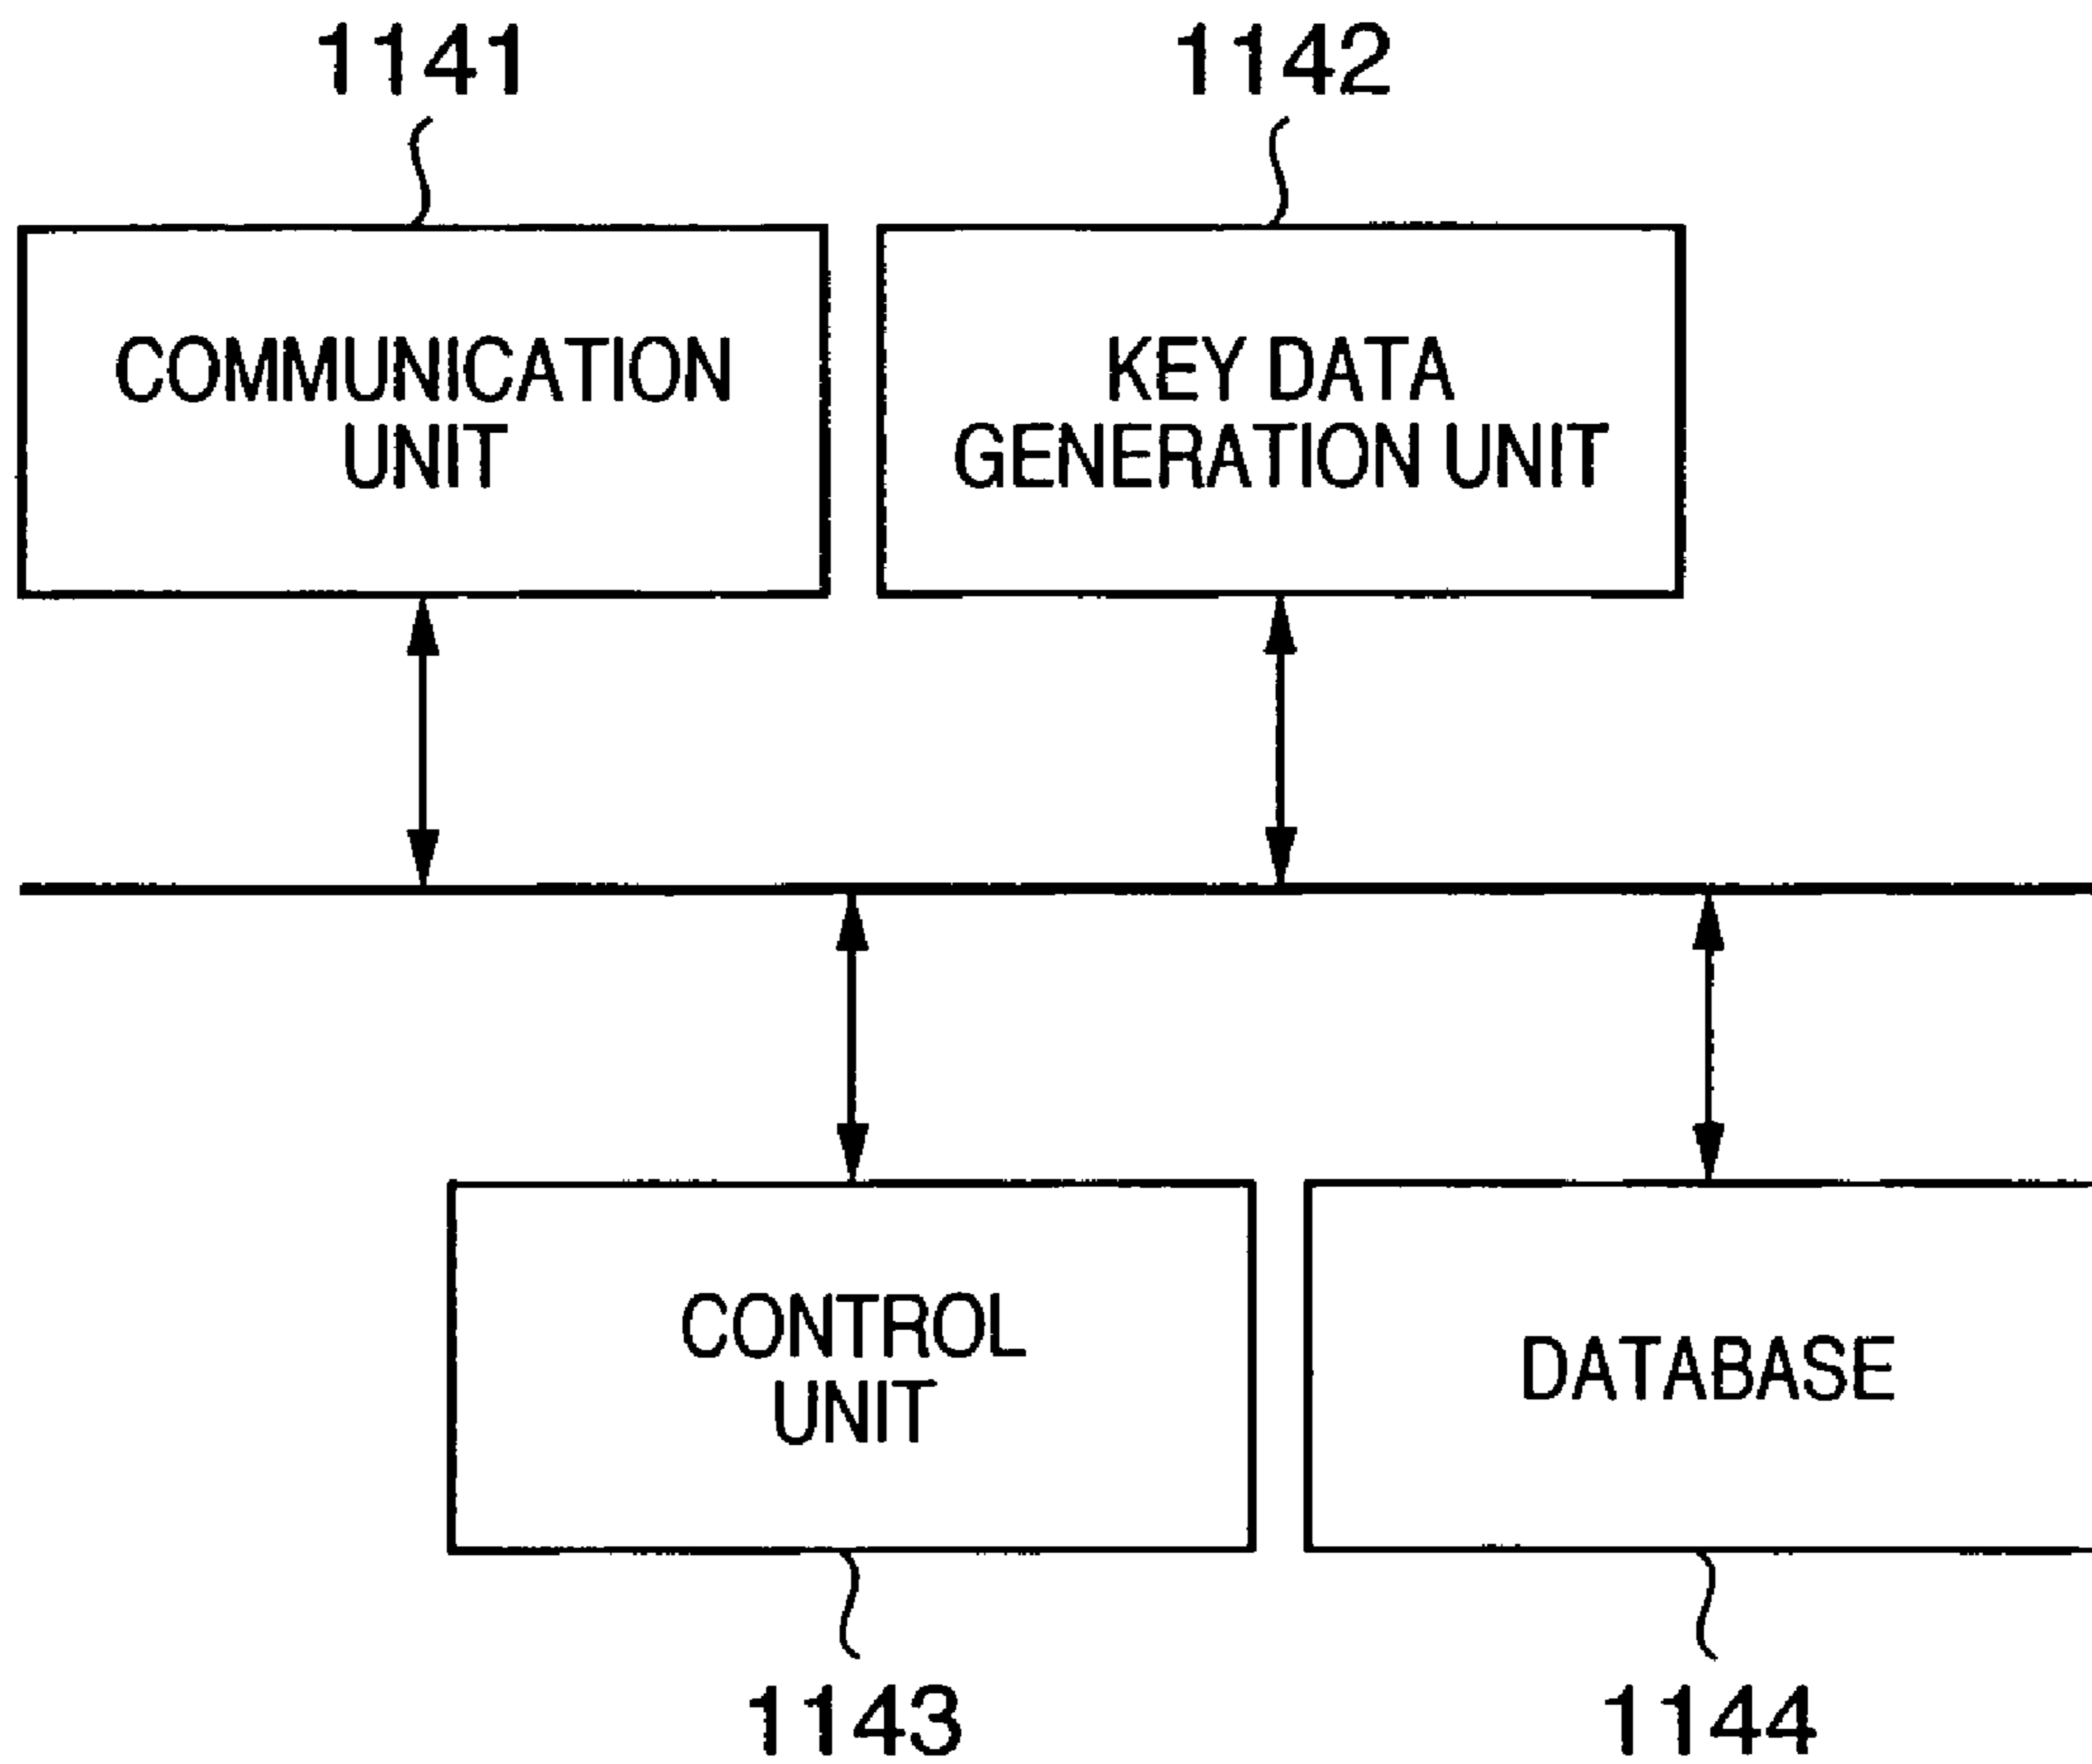 1141
1142
COMMUNICATION
UNIT
KEY DATA
GENERATION UNIT
CONTROL
UNIT
DATABASE
1143
1144